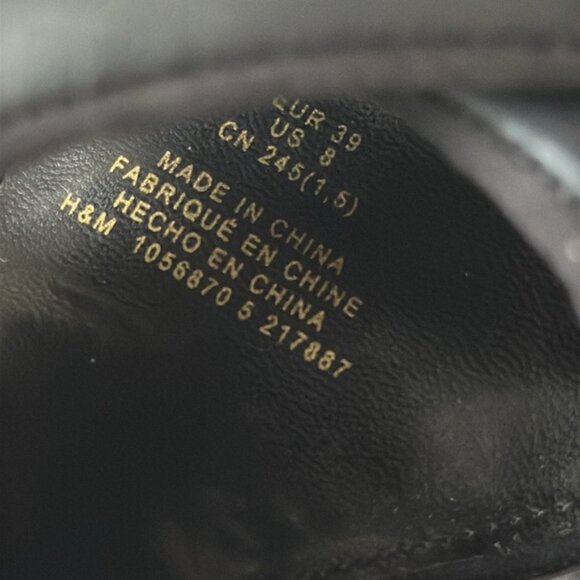 EUR 39
US 8
CN 245(1,5)
MADE IN CHINA
FABRIQUÉ EN CHINE
HECHO EN CHINA
H&M 1056870 5 217887